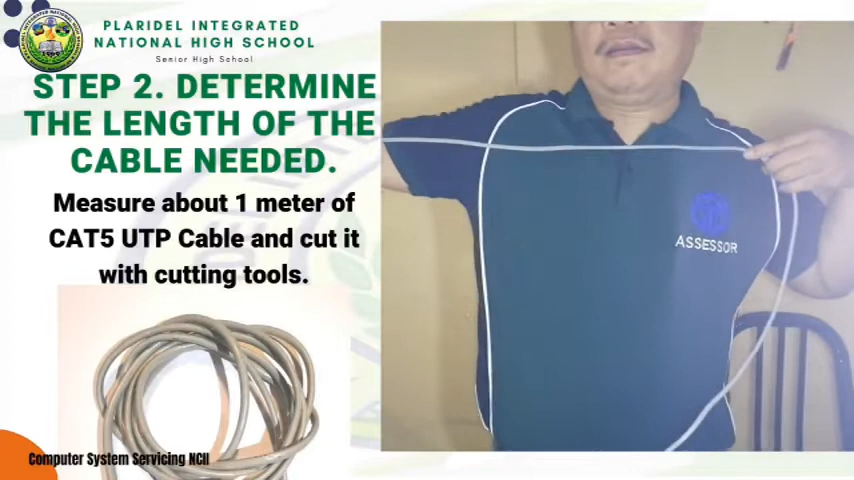 PLARIDEL INTEGRATED
NATIONAL HIGH SCHOOL
Senior High School
STEP 2. DETERMINE
THE LENGTH OF THE
CABLE NEEDED.
Measure about 1 meter of
CAT5 UTP Cable and cut it
with cutting tools.
ASSESSOR
Computer System Servicing NCII